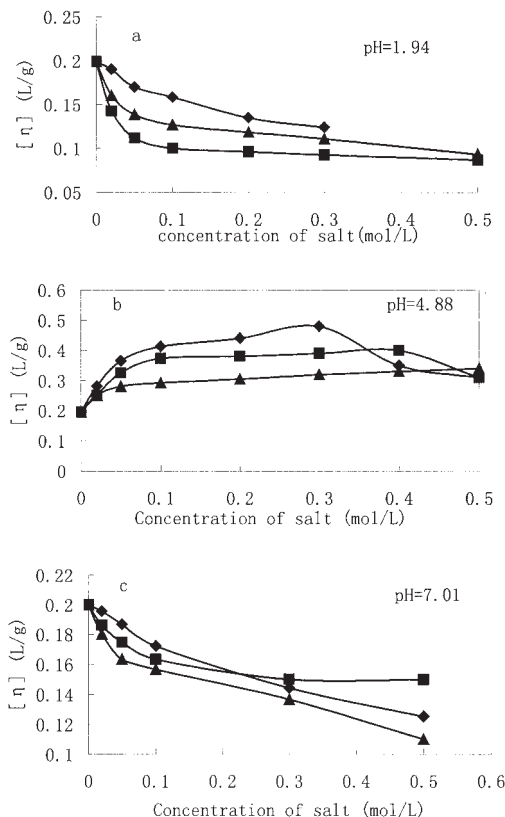 0.25
a
pH=1.94
0.2
0.15
0.1
0.05
[η] (L/g)
0 0.1 0.2 0.3 0.4 0.5
concentration of salt(mol/L)
0.6
b
pH=4.88
0.5
0.4
0.3
0.2
0.1
0
[η] (L/g)
0 0.1 0.2 0.3 0.4 0.5
Concentration of salt (mol/L)
0.22
c
pH=7.01
0.2
0.18
0.16
0.14
0.12
0.1
[η] (L/g)
0 0.1 0.2 0.3 0.4 0.5 0.6
Concentration of salt(mol/L)